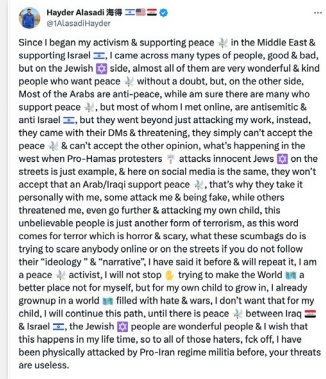 Hayder Alasadi 海得
@1AlasadiHayder
Since I began my activism & supporting peace 🕊️ in the Middle East &
supporting Israel 🇮🇱, I came across many types of people, good & bad,
but on the Jewish ✡️ side, almost all of them are very wonderful & kind
people who want peace 🕊️ without a doubt, but, on the other side,
Most of the Arabs are anti-peace, while am sure there are many who
support peace 🕊️, but most of whom I met online, are antisemitic &
anti Israel 🇮🇱, but they went beyond just attacking my work, instead,
they came with their DMs & threatening, they simply can't accept the
peace 🕊️ & can't accept the other opinion, what's happening in the
west when Pro-Hamas protesters 🪧 attacks innocent Jews ✡️ on the
streets is just example, & here on social media is the same, they won't
accept that an Arab/Iraqi support peace 🕊️, that's why they take it
personally with me, some attack me & being fake, while others
threatened me, even go further & attacking my own child, this
unbelievable people is just another form of terrorism, as this word
comes for terror which is horror & scary, what these scumbags do is
trying to scare anybody online or on the streets if you do not follow
their "ideology " & "narrative", I have said it before & will repeat it, I am
a peace 🕊️ activist, I will not stop ✋ trying to make the World 🗺️ a
better place not for myself, but for my own child to grow in, I already
grownup in a world 🗺️ filled with hate & wars, I don't want that for my
child, I will continue this path, until there is peace 🕊️ between Iraq 🇮🇶
& Israel 🇮🇱, the Jewish ✡️ people are wonderful people & I wish that
this happens in my life time, so to all of those haters, fck off, I have
been physically attacked by Pro-Iran regime militia before, your threats
are useless.